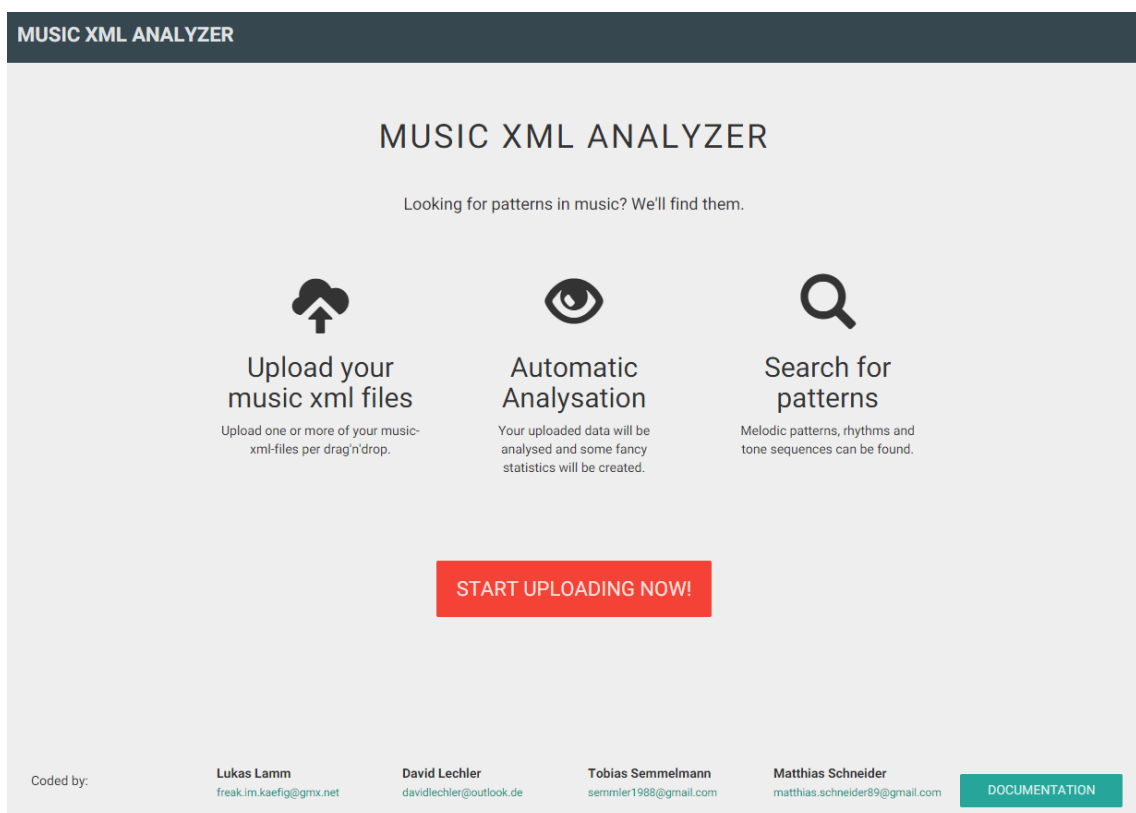 MUSIC XML ANALYZER
MUSIC XML ANALYZER
Looking for patterns in music? We'll find them.
Upload your
music xml files
Upload one or more of your music-
xml-files per drag'n'drop.
Automatic
Analysation
Your uploaded data will be
analysed and some fancy
statistics will be created.
Search for
patterns
Melodic patterns, rhythms and
tone sequences can be found.
START UPLOADING NOW!
Coded by:
Lukas Lamm
freak.im.kaefig@gmx.net
David Lechler
davidlechler@outlook.de
Tobias Semmelmann
semmler1988@gmail.com
Matthias Schneider
matthias.schneider89@gmail.com
DOCUMENTATION